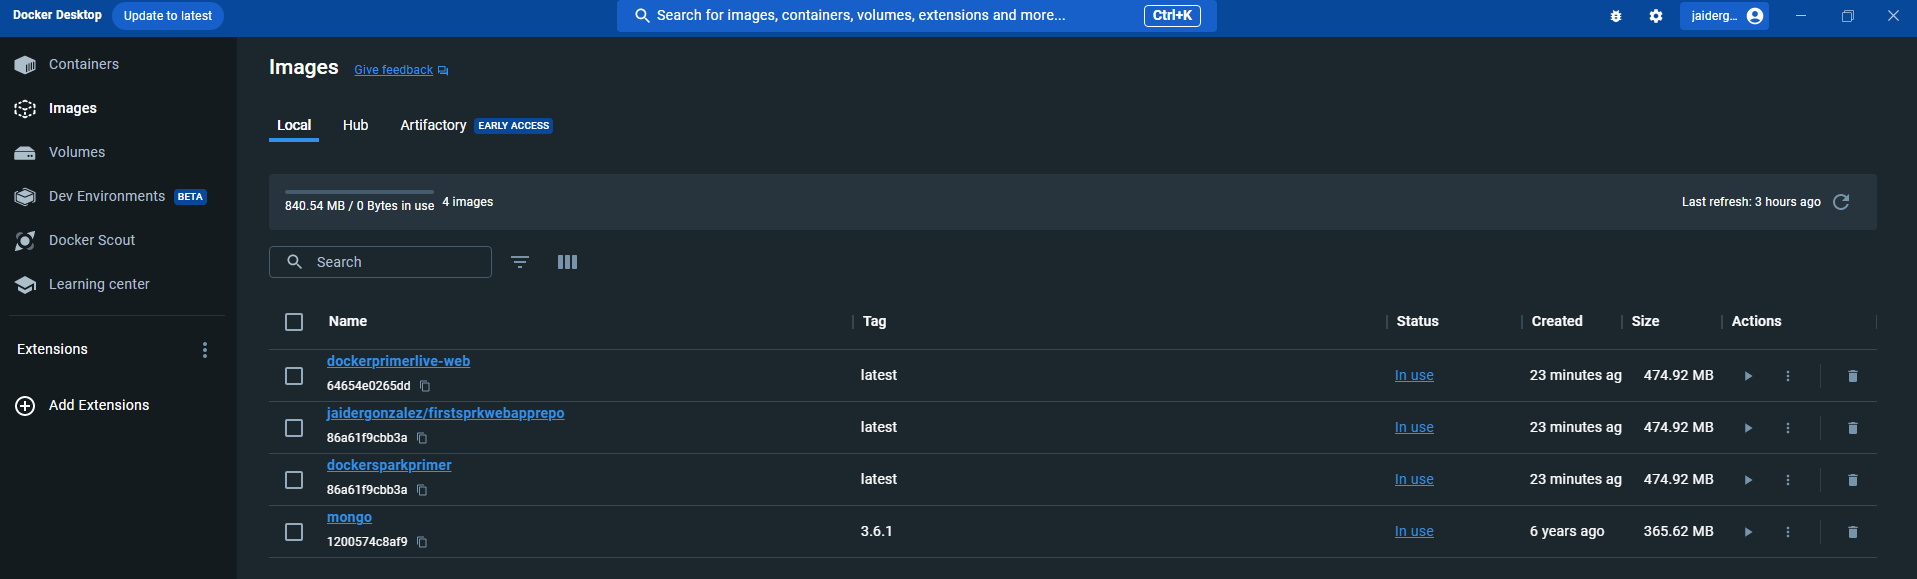 Docker Desktop Update to latest Search for images, containers, volumes, extensions and more... Ctrl+K jaiderg...
Containers
Images
Volumes
Dev Environments BETA
Docker Scout
Learning center
Extensions
Add Extensions
Images Give feedback
Local Hub Artifactory EARLY ACCESS
840.54 MB / 0 Bytes in use 4 images Last refresh: 3 hours ago
Search
Name Tag Status Created Size Actions
dockerprimerlive-web
64654e0265dd latest In use 23 minutes ag 474.92 MB
jaidergonzalez/firstsprkwebapprepo
86a61f9cbb3a latest In use 23 minutes ag 474.92 MB
dockersparkprimer
86a61f9cbb3a latest In use 23 minutes ag 474.92 MB
mongo
1200574c8af9 3.6.1 In use 6 years ago 365.62 MB